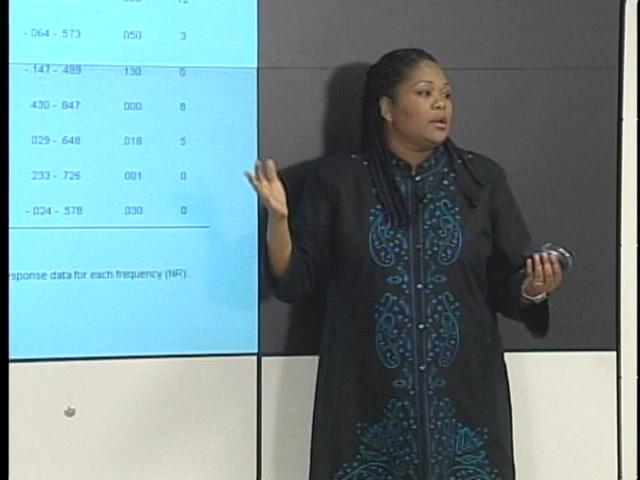 -.064 - .573 .050 3
-.147 - .489 .130 0
.430 - .847 .000 8
.029 - .648 .018 5
.233 - .726 .001 0
-.024 - .578 .030 0
sponse data for each frequency (NR)